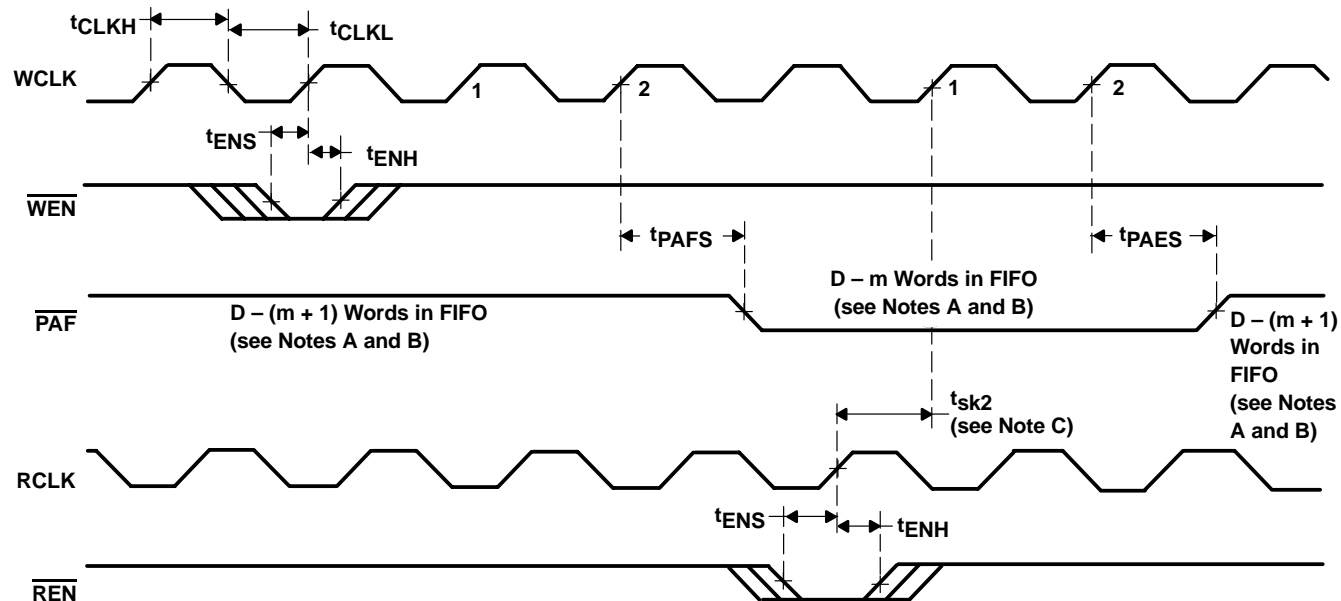 tCLKH
tCLKL
WCLK
1
2
1
2
tENS
tENH
WEN
tPAFS
tPAES
D – m Words in FIFO
(see Notes A and B)
PAF
D – (m + 1) Words in FIFO
(see Notes A and B)
D – (m + 1)
Words in
FIFO
(see Notes
A and B)
tsk2
(see Note C)
RCLK
tENS
tENH
REN